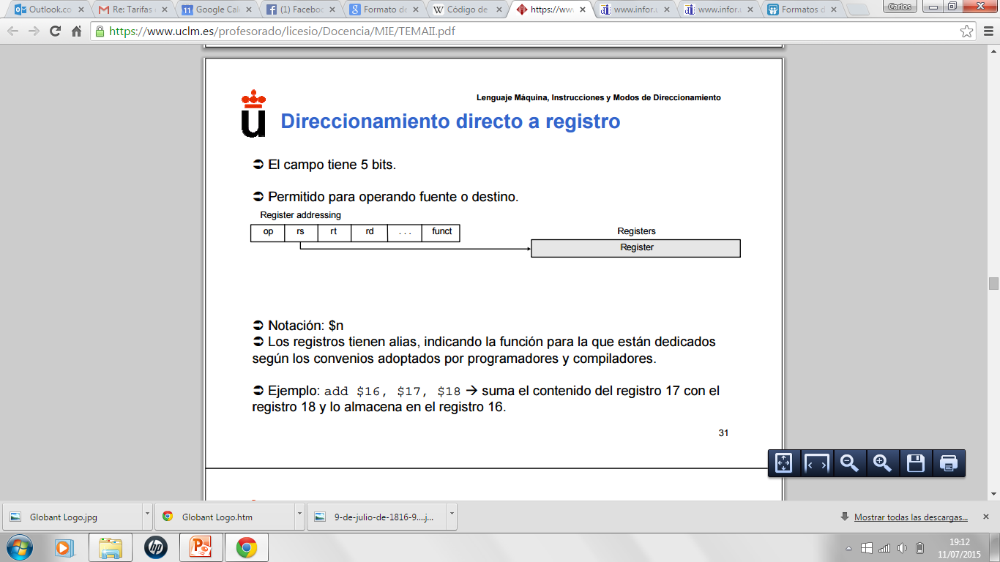 Outlook.co
Re: Tarifas
Google Cal
(1) Faceboo
Formato de
Código de
https://www
www.infor.u
www.infor.u
Formatos d
Carlos
https://www.uclm.es/profesorado/licesio/Docencia/MIE/TEMAII.pdf
Lenguaje Máquina, Instrucciones y Modos de Direccionamiento
u
Direccionamiento directo a registro
➲ El campo tiene 5 bits.
➲ Permitido para operando fuente o destino.
Register addressing
op rs rt rd . . . funct
Registers
Register
➲ Notación: $n
➲ Los registros tienen alias, indicando la función para la que están dedicados
según los convenios adoptados por programadores y compiladores.
➲ Ejemplo: add $16, $17, $18 → suma el contenido del registro 17 con el
registro 18 y lo almacena en el registro 16.
31
Globant Logo.jpg
Globant Logo.htm
9-de-julio-de-1816-9....j...
Mostrar todas las descargas...
hp
19:12
11/07/2015